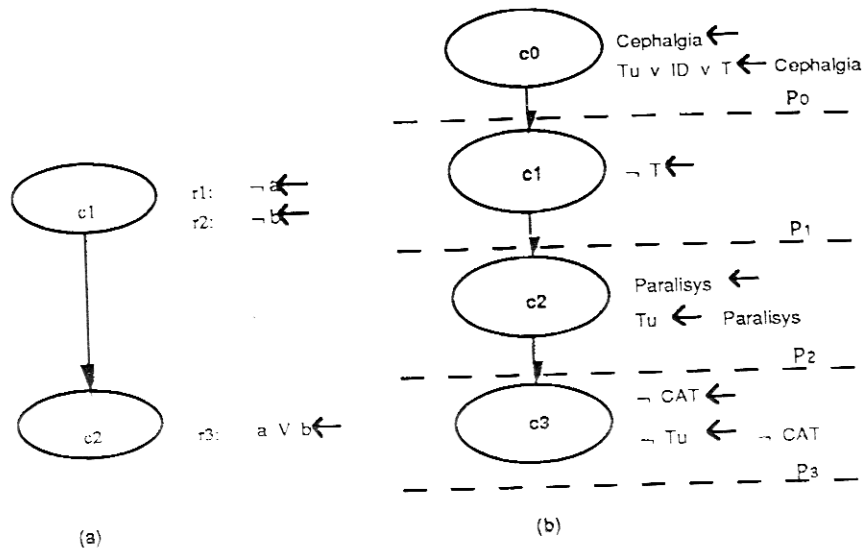 c1
r1: ¬ a ←
r2: ¬ b ←
c2
r3: a V b ←
(a)
c0
Cephalgia ←
Tu v ID v T ← Cephalgia
P0
c1
¬ T ←
P1
c2
Paralisys ←
Tu ← Paralisys
P2
c3
¬ CAT ←
¬ Tu ← ¬ CAT
P3
(b)